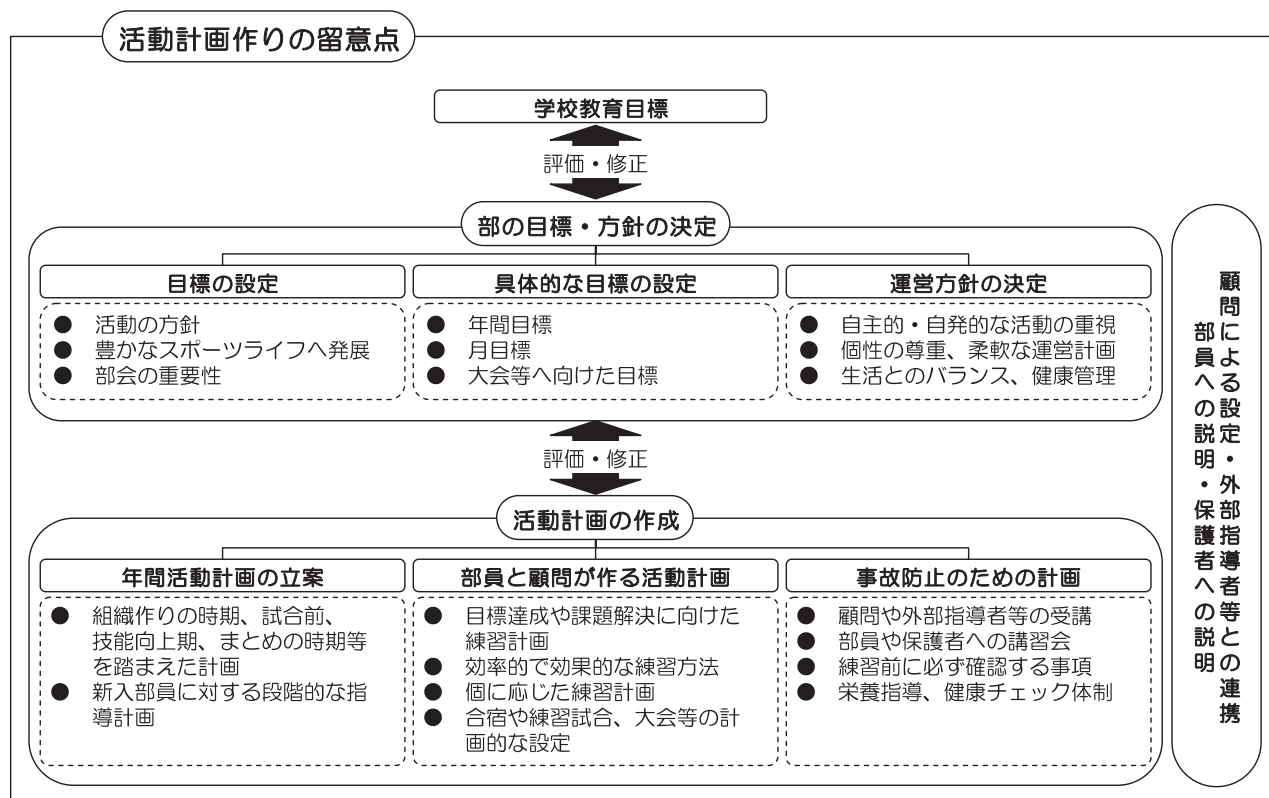 活動計画作りの留意点
学校教育目標
評価・修正
部の目標・方針の決定
目標の設定
● 活動の方針
● 豊かなスポーツライフへ発展
● 部会の重要性
具体的な目標の設定
● 年間目標
● 月目標
● 大会等へ向けた目標
運営方針の決定
● 自主的・自発的な活動の重視
● 個性の尊重、柔軟な運営計画
● 生活とのバランス、健康管理
評価・修正
活動計画の作成
年間活動計画の立案
● 組織作りの時期、試合前、
技能向上期、まとめの時期等
を踏まえた計画
● 新入部員に対する段階的な指
導計画
部員と顧問が作る活動計画
● 目標達成や課題解決に向けた
練習計画
● 効率的で効果的な練習方法
● 個に応じた練習計画
● 合宿や練習試合、大会等の計
画的な設定
事故防止のための計画
● 顧問や外部指導者等の受講
● 部員や保護者への講習会
● 練習前に必ず確認する事項
● 栄養指導、健康チェック体制
顧問による設定・外部指導者等との連携
部員への説明・保護者への説明